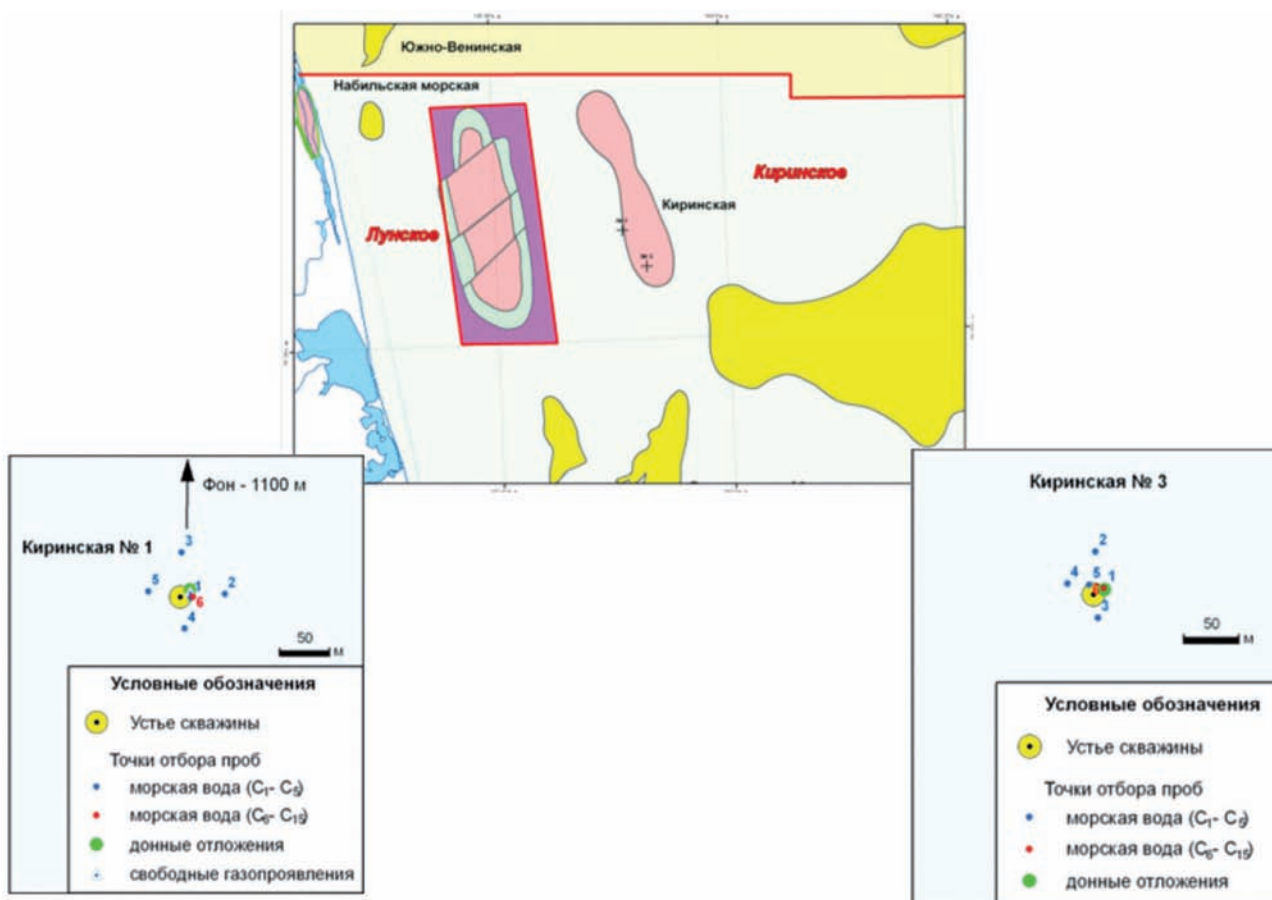 Южно-Венинская
Набильская морская
Киринское
Киринская
Лунское
Фон - 1100 м
Киринская № 1
3
5
1
2
6
4
50
м
Условные обозначения
Устье скважины
Точки отбора проб
морская вода (C₁- C₅)
морская вода (C₆- C₁₅)
донные отложения
свободные газопроявления
Киринская № 3
2
4
5
1
3
50
м
Условные обозначения
Устье скважины
Точки отбора проб
морская вода (C₁- C₅)
морская вода (C₆- C₁₅)
донные отложения